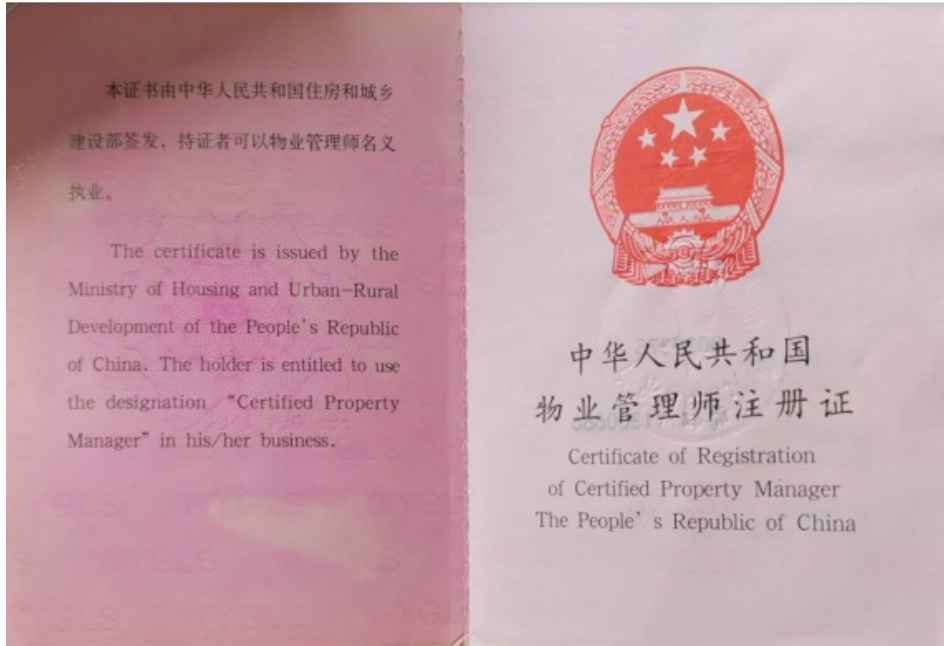 本证书由中华人民共和国住房和城乡
建设部签发，持证者可以物业管理师名义
执业。
The certificate is issued by the
Ministry of Housing and Urban-Rural
Development of the People's Republic
of China. The holder is entitled to use
the designation “Certified Property
Manager” in his/her business.
中华人民共和国
物业管理师注册证
Certificate of Registration
of Certified Property Manager
The People's Republic of China